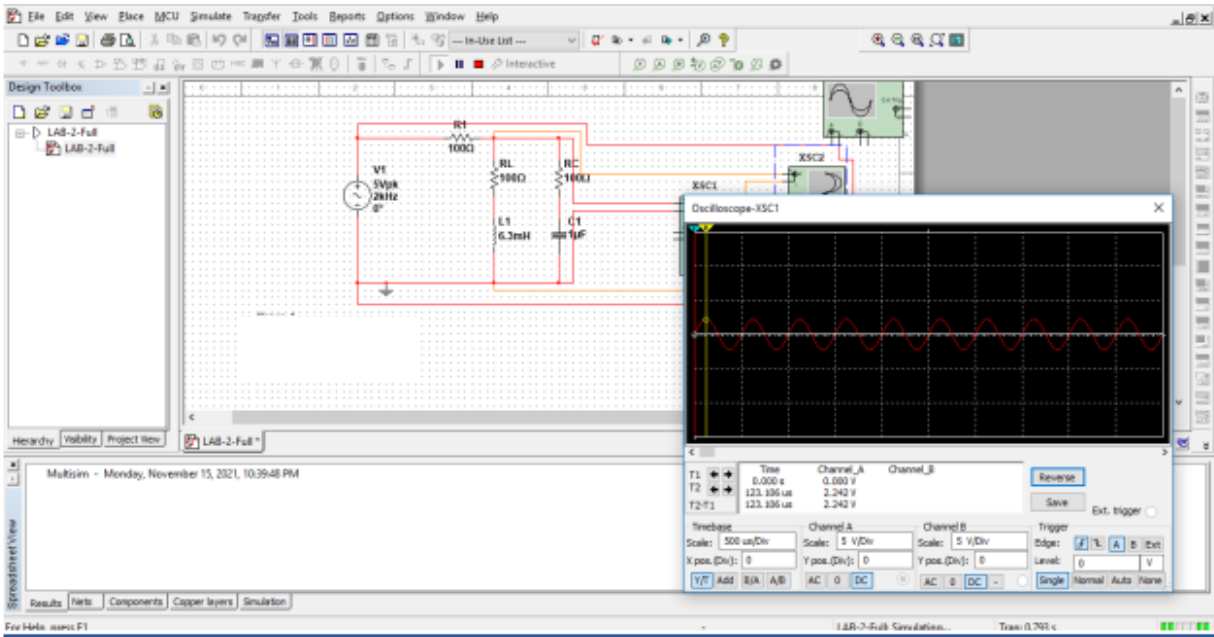 File Edit View Place MCU Simulate Transfer Tools Reports Options Window Help
--- In-Use List ---
Interactive
Design Toolbox
LAB-2-Full
LAB-2-Full
R1
100Ω
V1
5Vpk
2kHz
0°
RL
100Ω
RC
100Ω
L1
6.3mH
C1
1µF
XSC2
XSC1
Oscilloscope-XSC1
Hierarchy Visibility Project View
LAB-2-Full *
Multisim - Monday, November 15, 2021, 10:39:48 PM
Time Channel_A Channel_B
T1 0.000 s 0.000 V
T2 123.106 us 2.242 V
T2-T1 123.106 us 2.242 V
Reverse
Save
Ext. trigger
Timebase
Scale: 500 us/Div
X pos.(Div): 0
Y/T Add B/A A/B
Channel A
Scale: 5 V/Div
Y pos.(Div): 0
AC 0 DC
Channel B
Scale: 5 V/Div
Y pos.(Div): 0
AC 0 DC -
Trigger
Edge: A B Ext
Level: 0 V
Single Normal Auto None
Spreadsheet View
Results Nets Components Copper layers Simulation
For Help, press F1
LAB-2-Full: Simulating...
Tran: 0.793 s